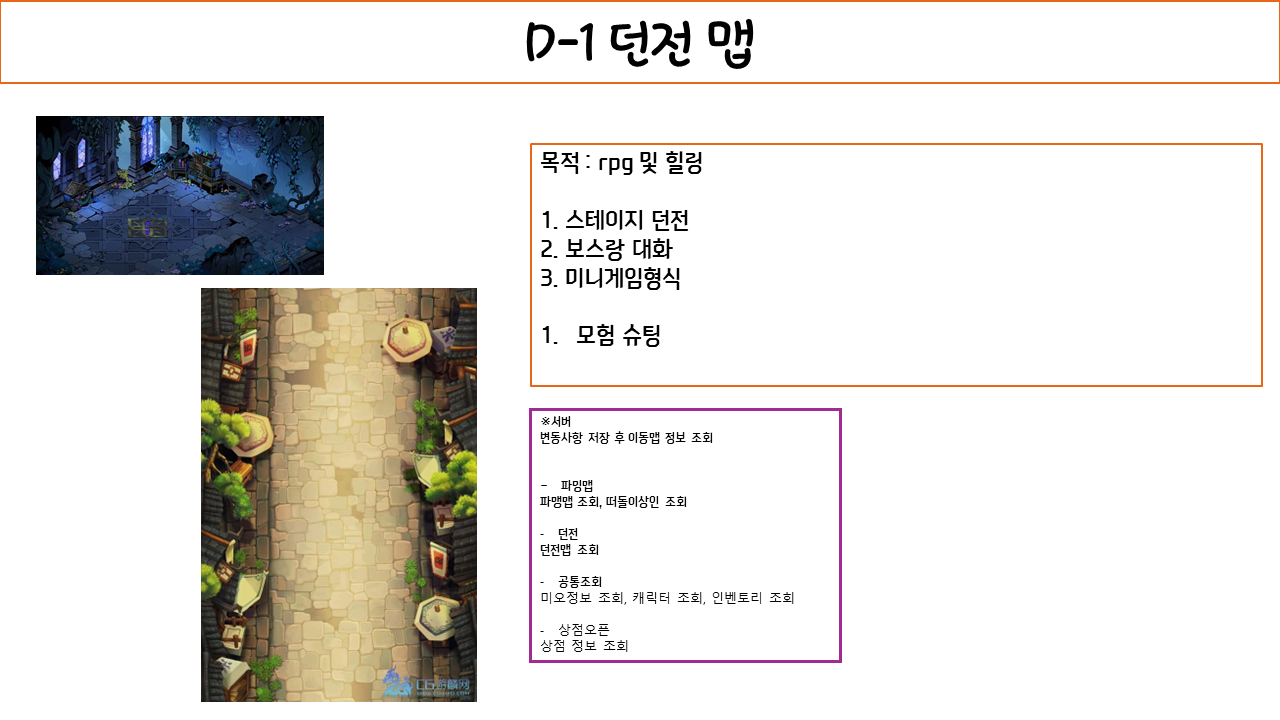 D-1 던전 맵
목적 : rpg 및 힐링
1. 스테이지 던전
2. 보스랑 대화
3. 미니게임형식
1. 모험 슈팅
※서버
변동사항 저장 후 이동맵 정보 조회
- 파밍맵
파맹맵 조회, 떠돌이상인 조회
- 던전
던전맵 조회
- 공통조회
미오정보 조회, 캐릭터 조회, 인벤토리 조회
- 상점오픈
상점 정보 조회